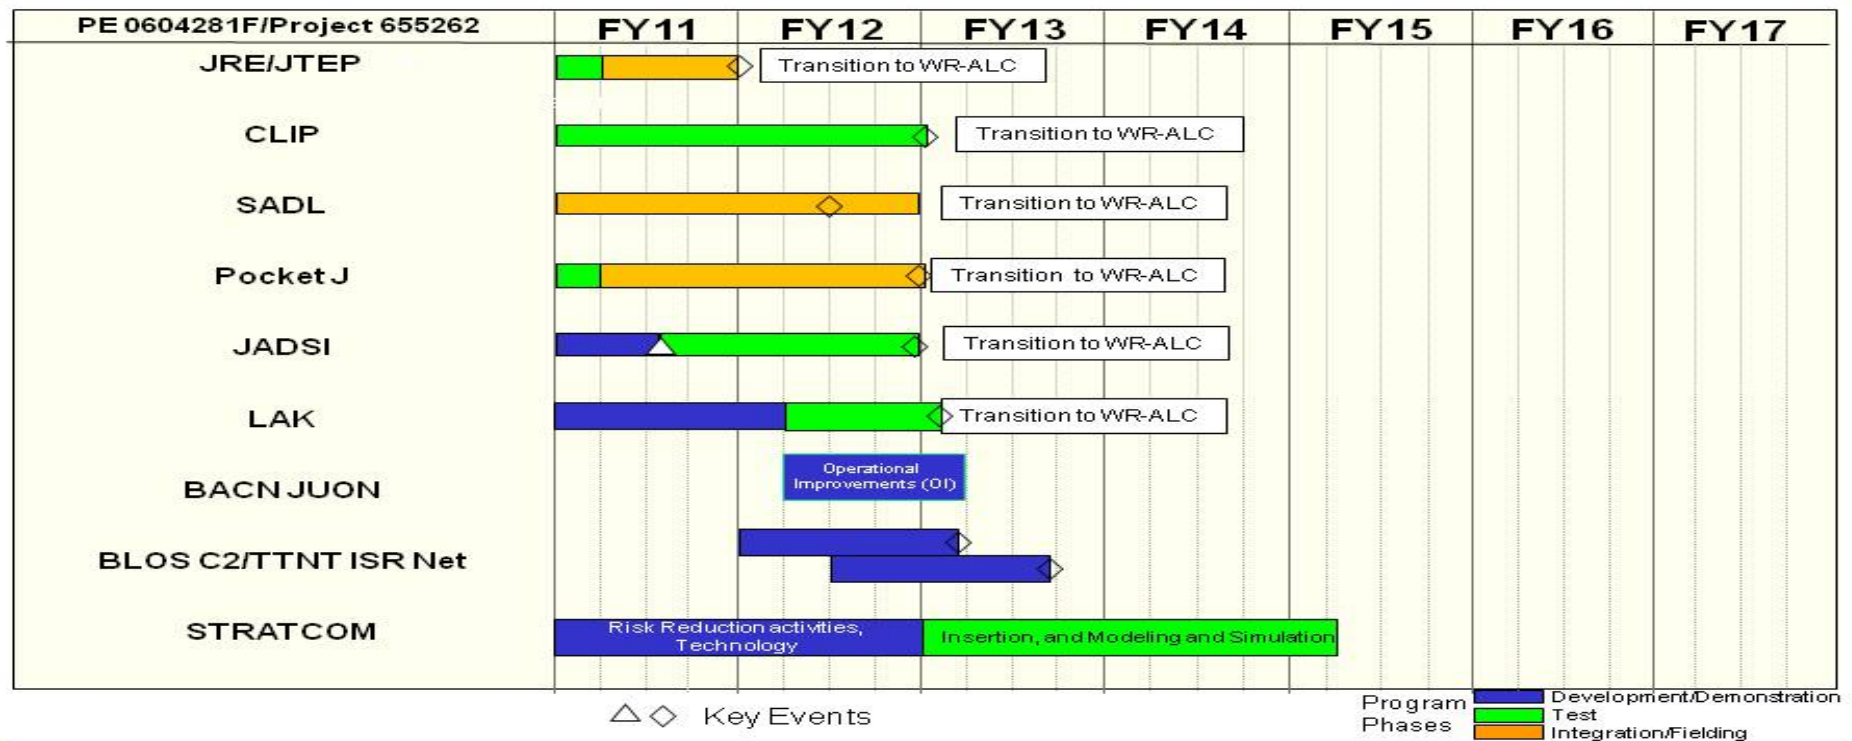 PE 0604281F/Project 655262 FY11 FY12 FY13 FY14 FY15 FY16 FY17
JRE/JTEP Transition to WR-ALC
CLIP Transition to WR-ALC
SADL Transition to WR-ALC
Pocket J Transition to WR-ALC
JADSI Transition to WR-ALC
LAK Transition to WR-ALC
BACN JUON Operational
Improvements (OI)
BLOS C2/TTNT ISR Net
STRATCOM Risk Reduction activities,
Technology
Insertion, and Modeling and Simulation
Key Events
Program
Phases
Development/Demonstration
Test
Integration/Fielding